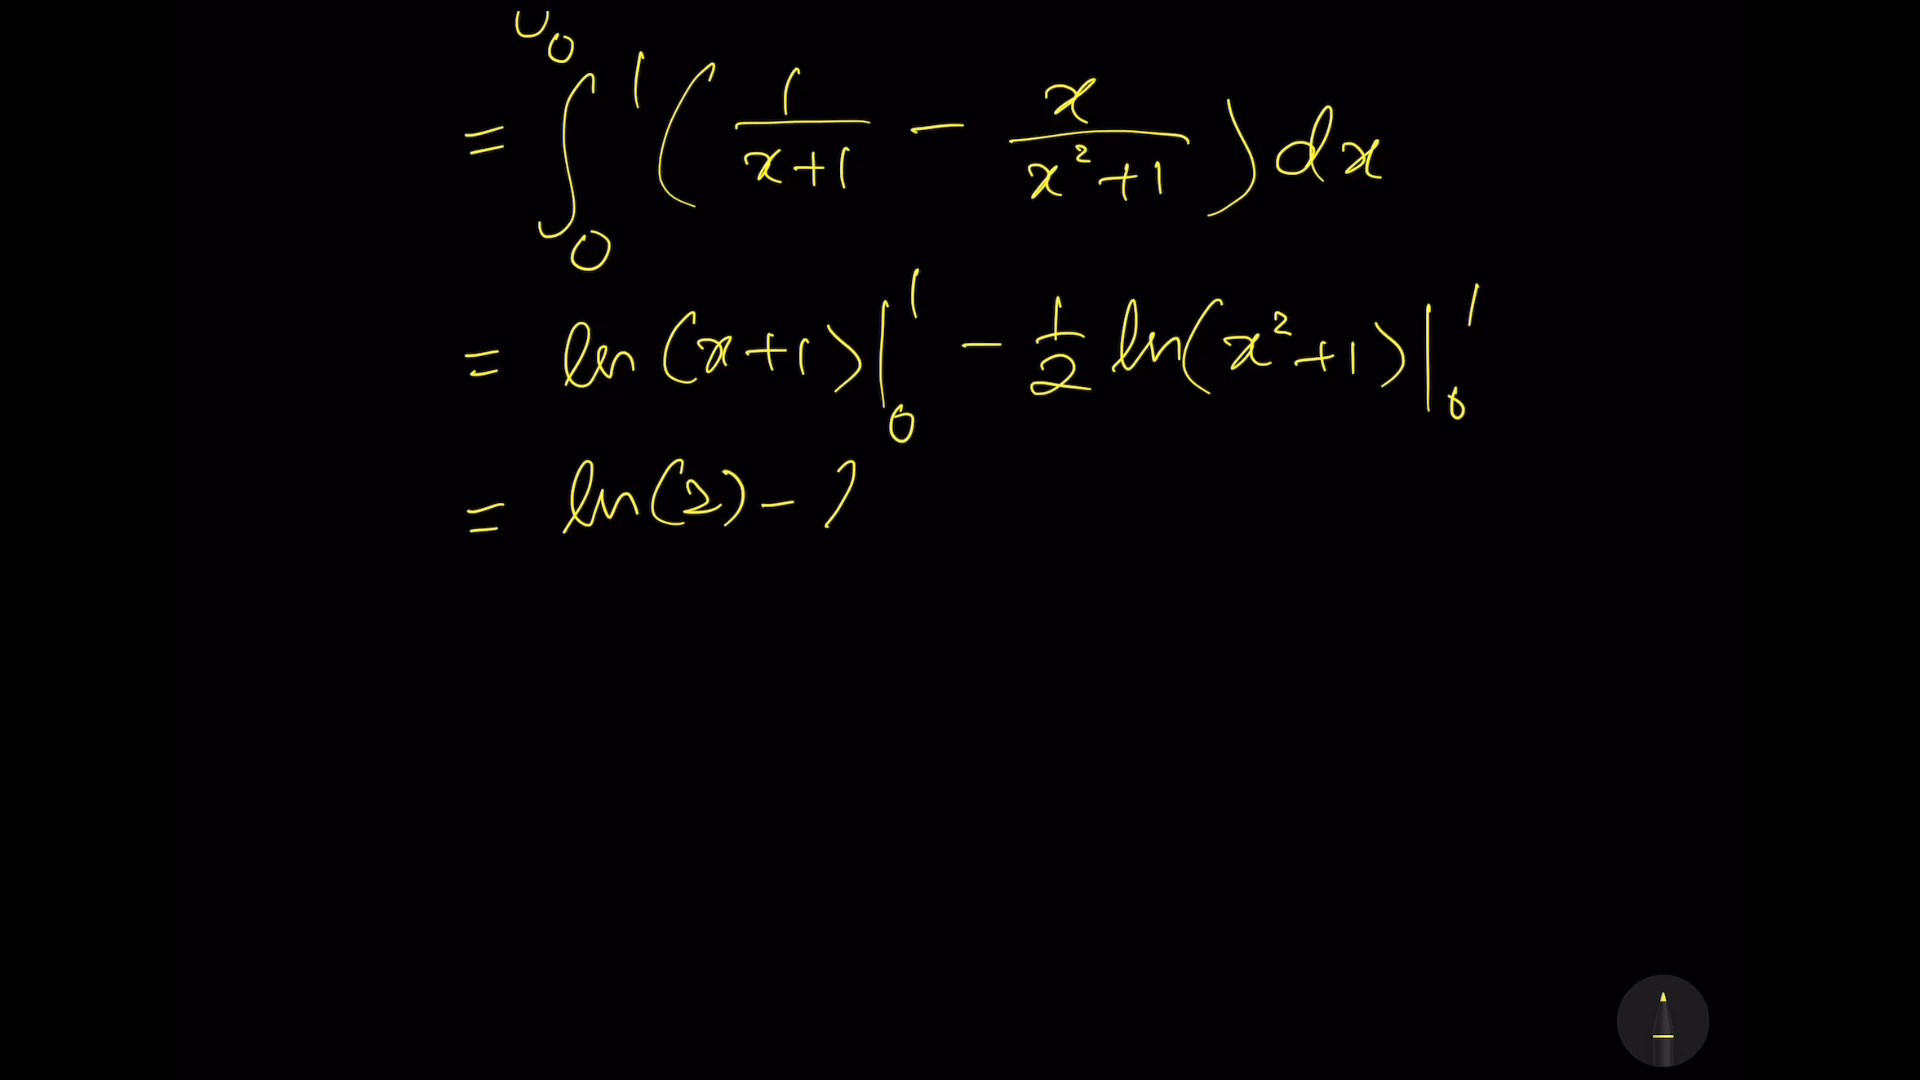 = ∫₀¹ ( 1/(x+1) − x/(x²+1) ) dx
= ln(x+1)|₀¹ − 1/2 ln(x²+1)|₀¹
= ln(2) −